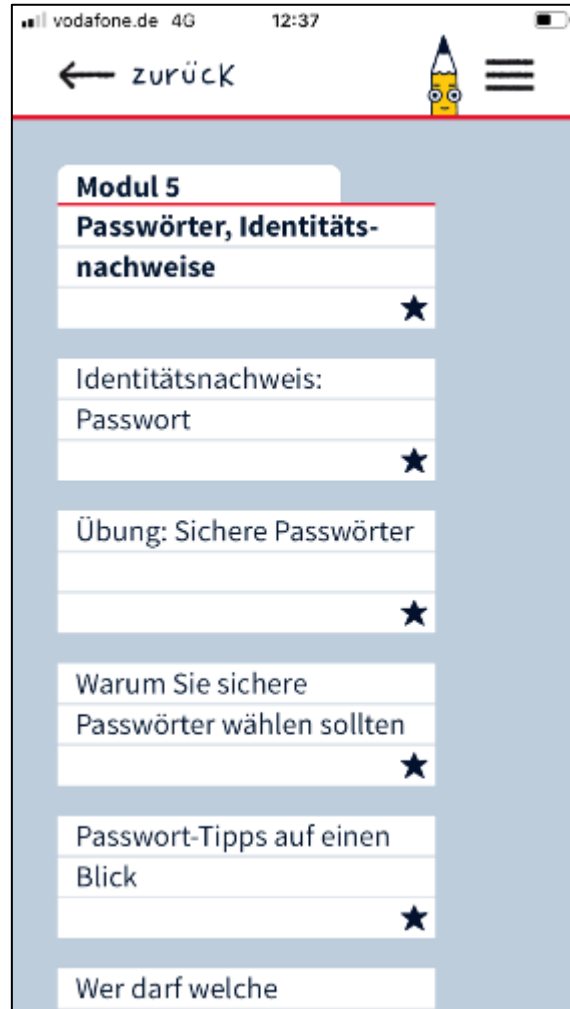 vodafone.de 4G 12:37
zurück
Modul 5
Passwörter, Identitäts-
nachweise
Identitätsnachweis:
Passwort
Übung: Sichere Passwörter
Warum Sie sichere
Passwörter wählen sollten
Passwort-Tipps auf einen
Blick
Wer darf welche